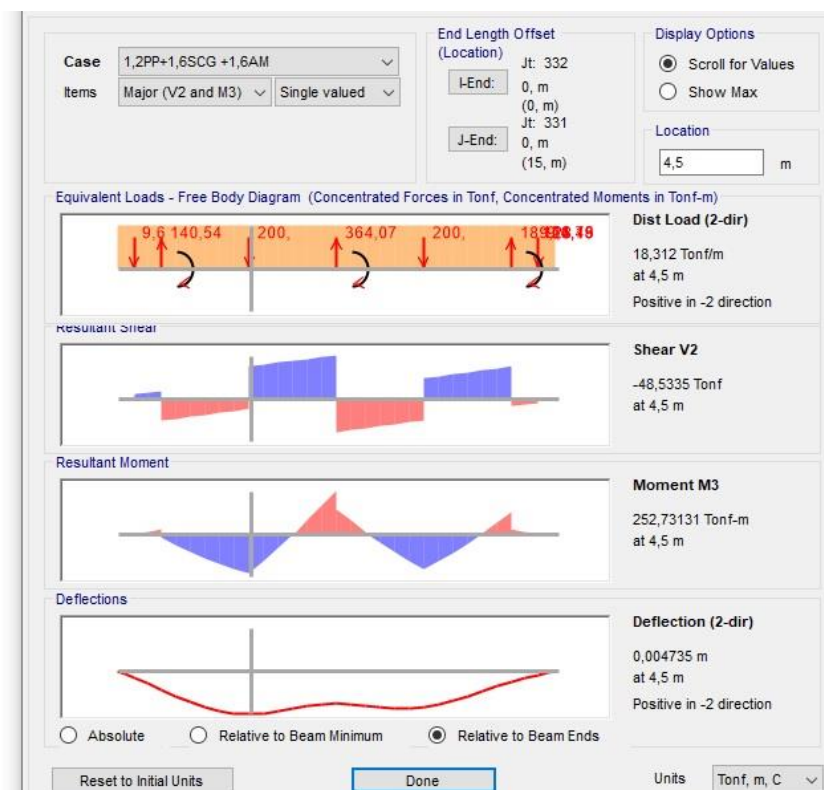 Case 1,2PP+1,6SCG +1,6AM
Items Major (V2 and M3) Single valued
End Length Offset
(Location)
Jt: 332
I-End: 0, m
(0, m)
Jt: 331
J-End: 0, m
(15, m)
Display Options
Scroll for Values
Show Max
Location
4,5 m
Equivalent Loads - Free Body Diagram (Concentrated Forces in Tonf, Concentrated Moments in Tonf-m)
9,6 140,54 200, 364,07 200,
Dist Load (2-dir)
18,312 Tonf/m
at 4,5 m
Positive in -2 direction
Resultant Shear
Shear V2
-48,5335 Tonf
at 4,5 m
Resultant Moment
Moment M3
252,73131 Tonf-m
at 4,5 m
Deflections
Deflection (2-dir)
0,004735 m
at 4,5 m
Positive in -2 direction
Absolute Relative to Beam Minimum Relative to Beam Ends
Reset to Initial Units Done Units Tonf, m, C